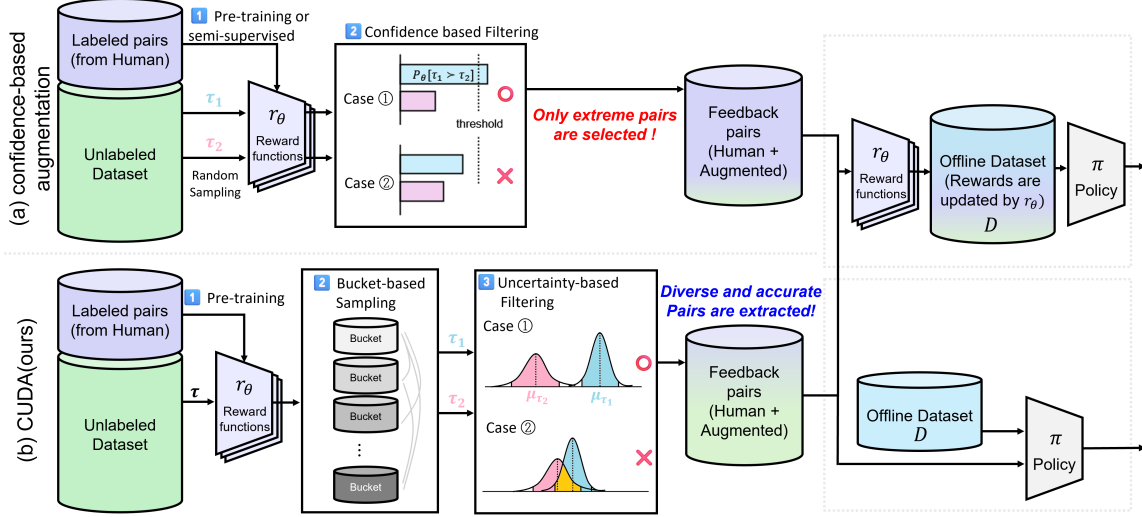 (a) confidence-based
augmentation
Labeled pairs
(from Human)
Unlabeled
Dataset
1 Pre-training or
semi-supervised
τ1
τ2
Random
Sampling
rθ
Reward
functions
2 Confidence based Filtering
Pθ[τ1 ≻ τ2]
Case ①
threshold
Case ②
Only extreme pairs
are selected !
Feedback
pairs
(Human +
Augmented)
rθ
Reward
functions
Offline Dataset
(Rewards are
updated by rθ)
D
π
Policy
(b) CUDA(ours)
Labeled pairs
(from Human)
Unlabeled
Dataset
1 Pre-training
τ
rθ
Reward
functions
2 Bucket-based
Sampling
Bucket
Bucket
Bucket
⋮
Bucket
τ1
τ2
3 Uncertainty-based
Filtering
Case ①
μτ2
μτ1
Case ②
Diverse and accurate
Pairs are extracted!
Feedback
pairs
(Human +
Augmented)
Offline Dataset
D
π
Policy